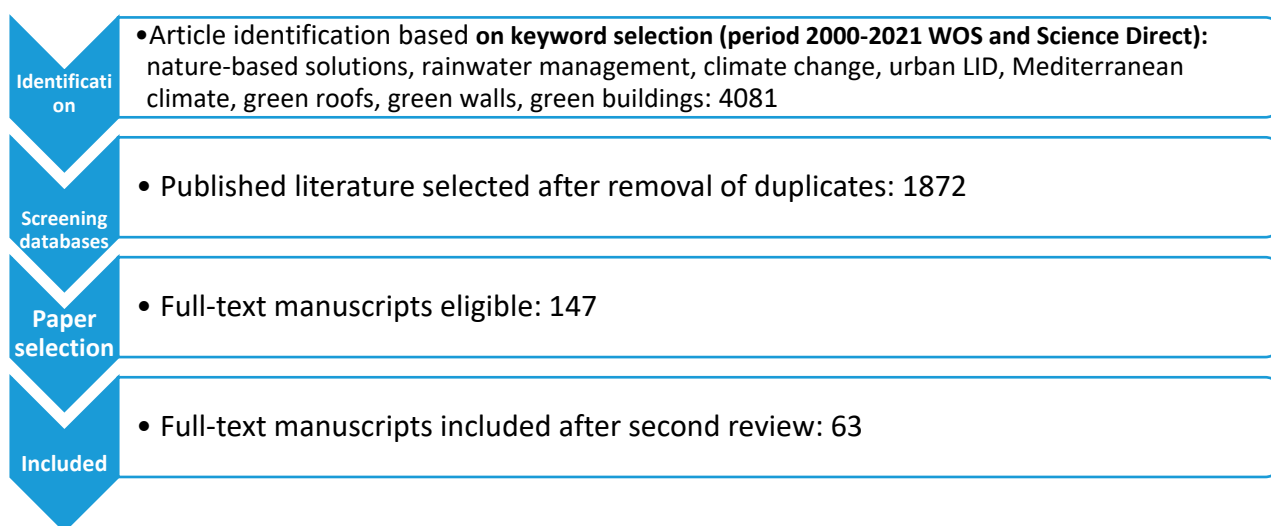 Identificati
on
•Article identification based on keyword selection (period 2000-2021 WOS and Science Direct):
nature-based solutions, rainwater management, climate change, urban LID, Mediterranean
climate, green roofs, green walls, green buildings: 4081
Screening
databases
• Published literature selected after removal of duplicates: 1872
Paper
selection
• Full-text manuscripts eligible: 147
Included
• Full-text manuscripts included after second review: 63